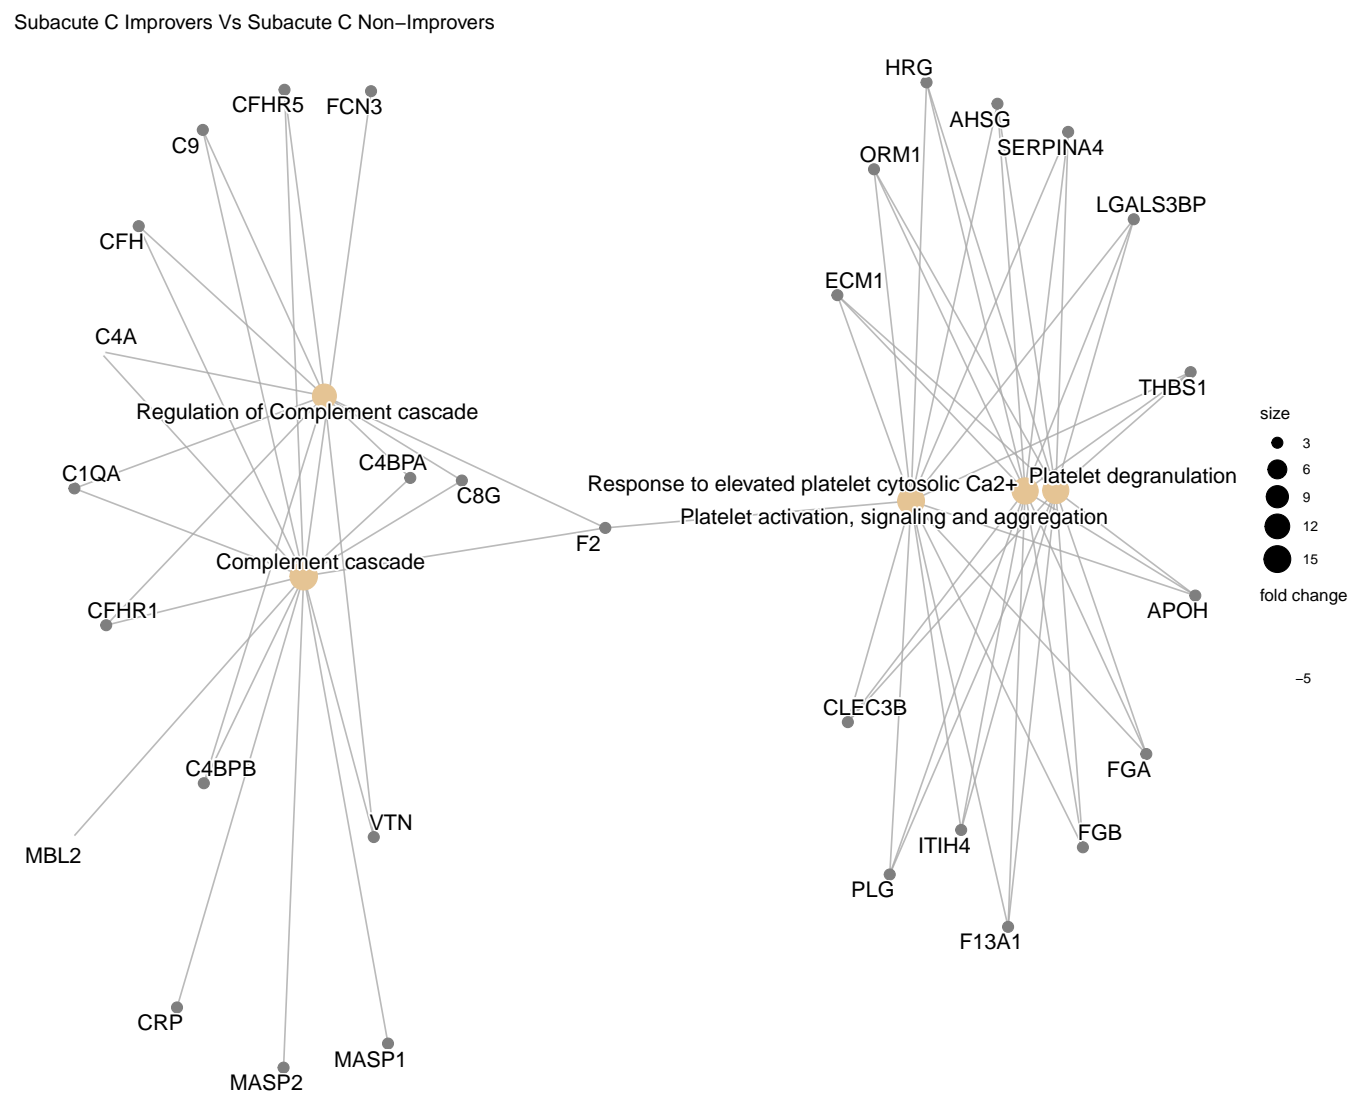 Subacute C Improvers Vs Subacute C Non−Improvers
HRG
CFHR5
FCN3
AHSG
C9
SERPINA4
ORM1
LGALS3BP
CFH
ECM1
C4A
THBS1
Regulation of Complement cascade
size
3
C4BPA
6
C1QA
Platelet degranulation
Response to elevated platelet cytosolic Ca2+
C8G
9
Platelet activation, signaling and aggregation
12
F2
15
Complement cascade
fold change
CFHR1
APOH
−5
CLEC3B
C4BPB
FGA
VTN
FGB
ITIH4
MBL2
PLG
F13A1
CRP
MASP1
MASP2